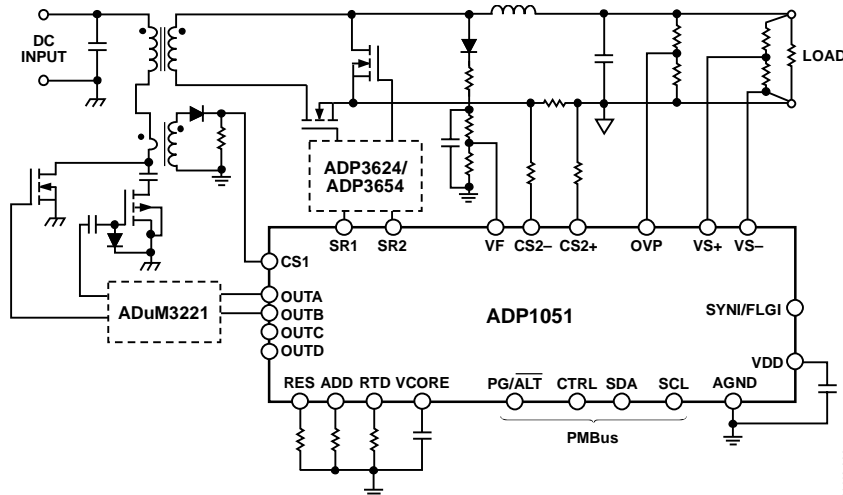 DC
INPUT
LOAD
ADP3624/
ADP3654
SR1 SR2 VF CS2– CS2+ OVP VS+ VS–
CS1
ADuM3221
OUTA
OUTB
OUTC
OUTD
ADP1051
SYNI/FLGI
VDD
RES ADD RTD VCORE PG/ALT CTRL SDA SCL AGND
PMBus